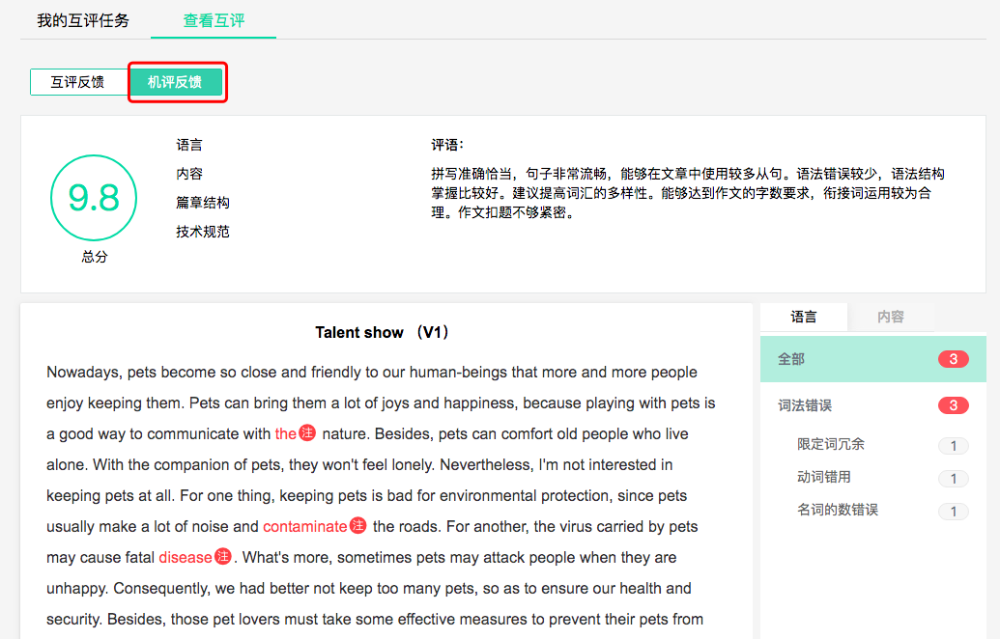 我的互评任务 查看互评
互评反馈 机评反馈
9.8
总分
语言
内容
篇章结构
技术规范
评语：
拼写准确恰当，句子非常流畅，能够在文章中使用较多从句。语法错误较少，语法结构
掌握比较好。建议提高词汇的多样性。能够达到作文的字数要求，衔接词运用较为合
理。作文扣题不够紧密。
Talent show （V1）
Nowadays, pets become so close and friendly to our human-beings that more and more people
enjoy keeping them. Pets can bring them a lot of joys and happiness, because playing with pets is
a good way to communicate with the注 nature. Besides, pets can comfort old people who live
alone. With the companion of pets, they won't feel lonely. Nevertheless, I'm not interested in
keeping pets at all. For one thing, keeping pets is bad for environmental protection, since pets
usually make a lot of noise and contaminate注 the roads. For another, the virus carried by pets
may cause fatal disease注. What's more, sometimes pets may attack people when they are
unhappy. Consequently, we had better not keep too many pets, so as to ensure our health and
security. Besides, those pet lovers must take some effective measures to prevent their pets from
语言 内容
全部 3
词法错误 3
限定词冗余 1
动词错用 1
名词的数错误 1